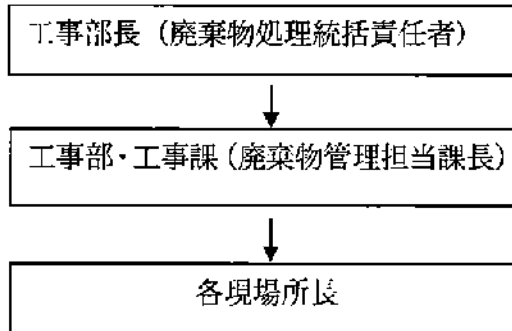 工事部長（廃棄物処理統括責任者）
工事部・工事課（廃棄物管理担当課長）
各現場所長